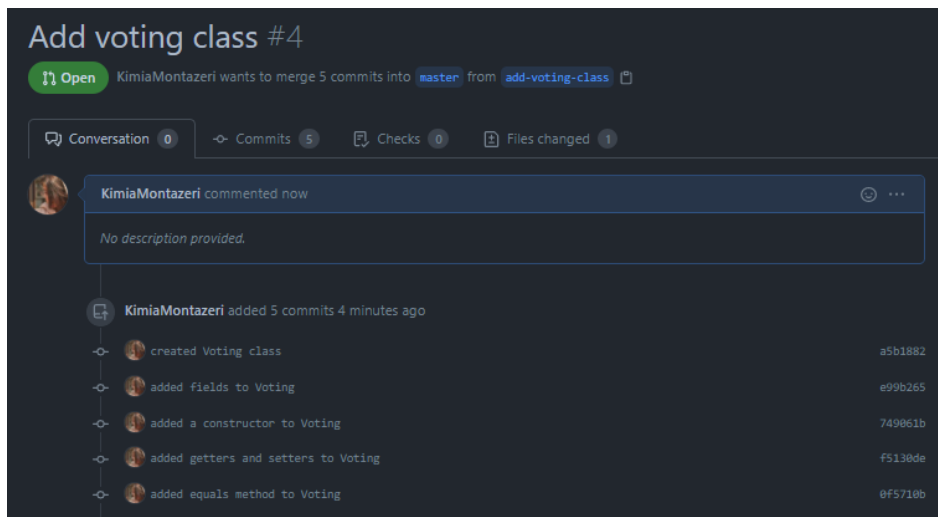 Add voting class #4
Open KimiaMontazeri wants to merge 5 commits into master from add-voting-class
Conversation 0 Commits 5 Checks 0 Files changed 1
KimiaMontazeri commented now
No description provided.
KimiaMontazeri added 5 commits 4 minutes ago
created Voting class a5b1882
added fields to Voting e99b265
added a constructor to Voting 749061b
added getters and setters to Voting f5130de
added equals method to Voting 0f5710b